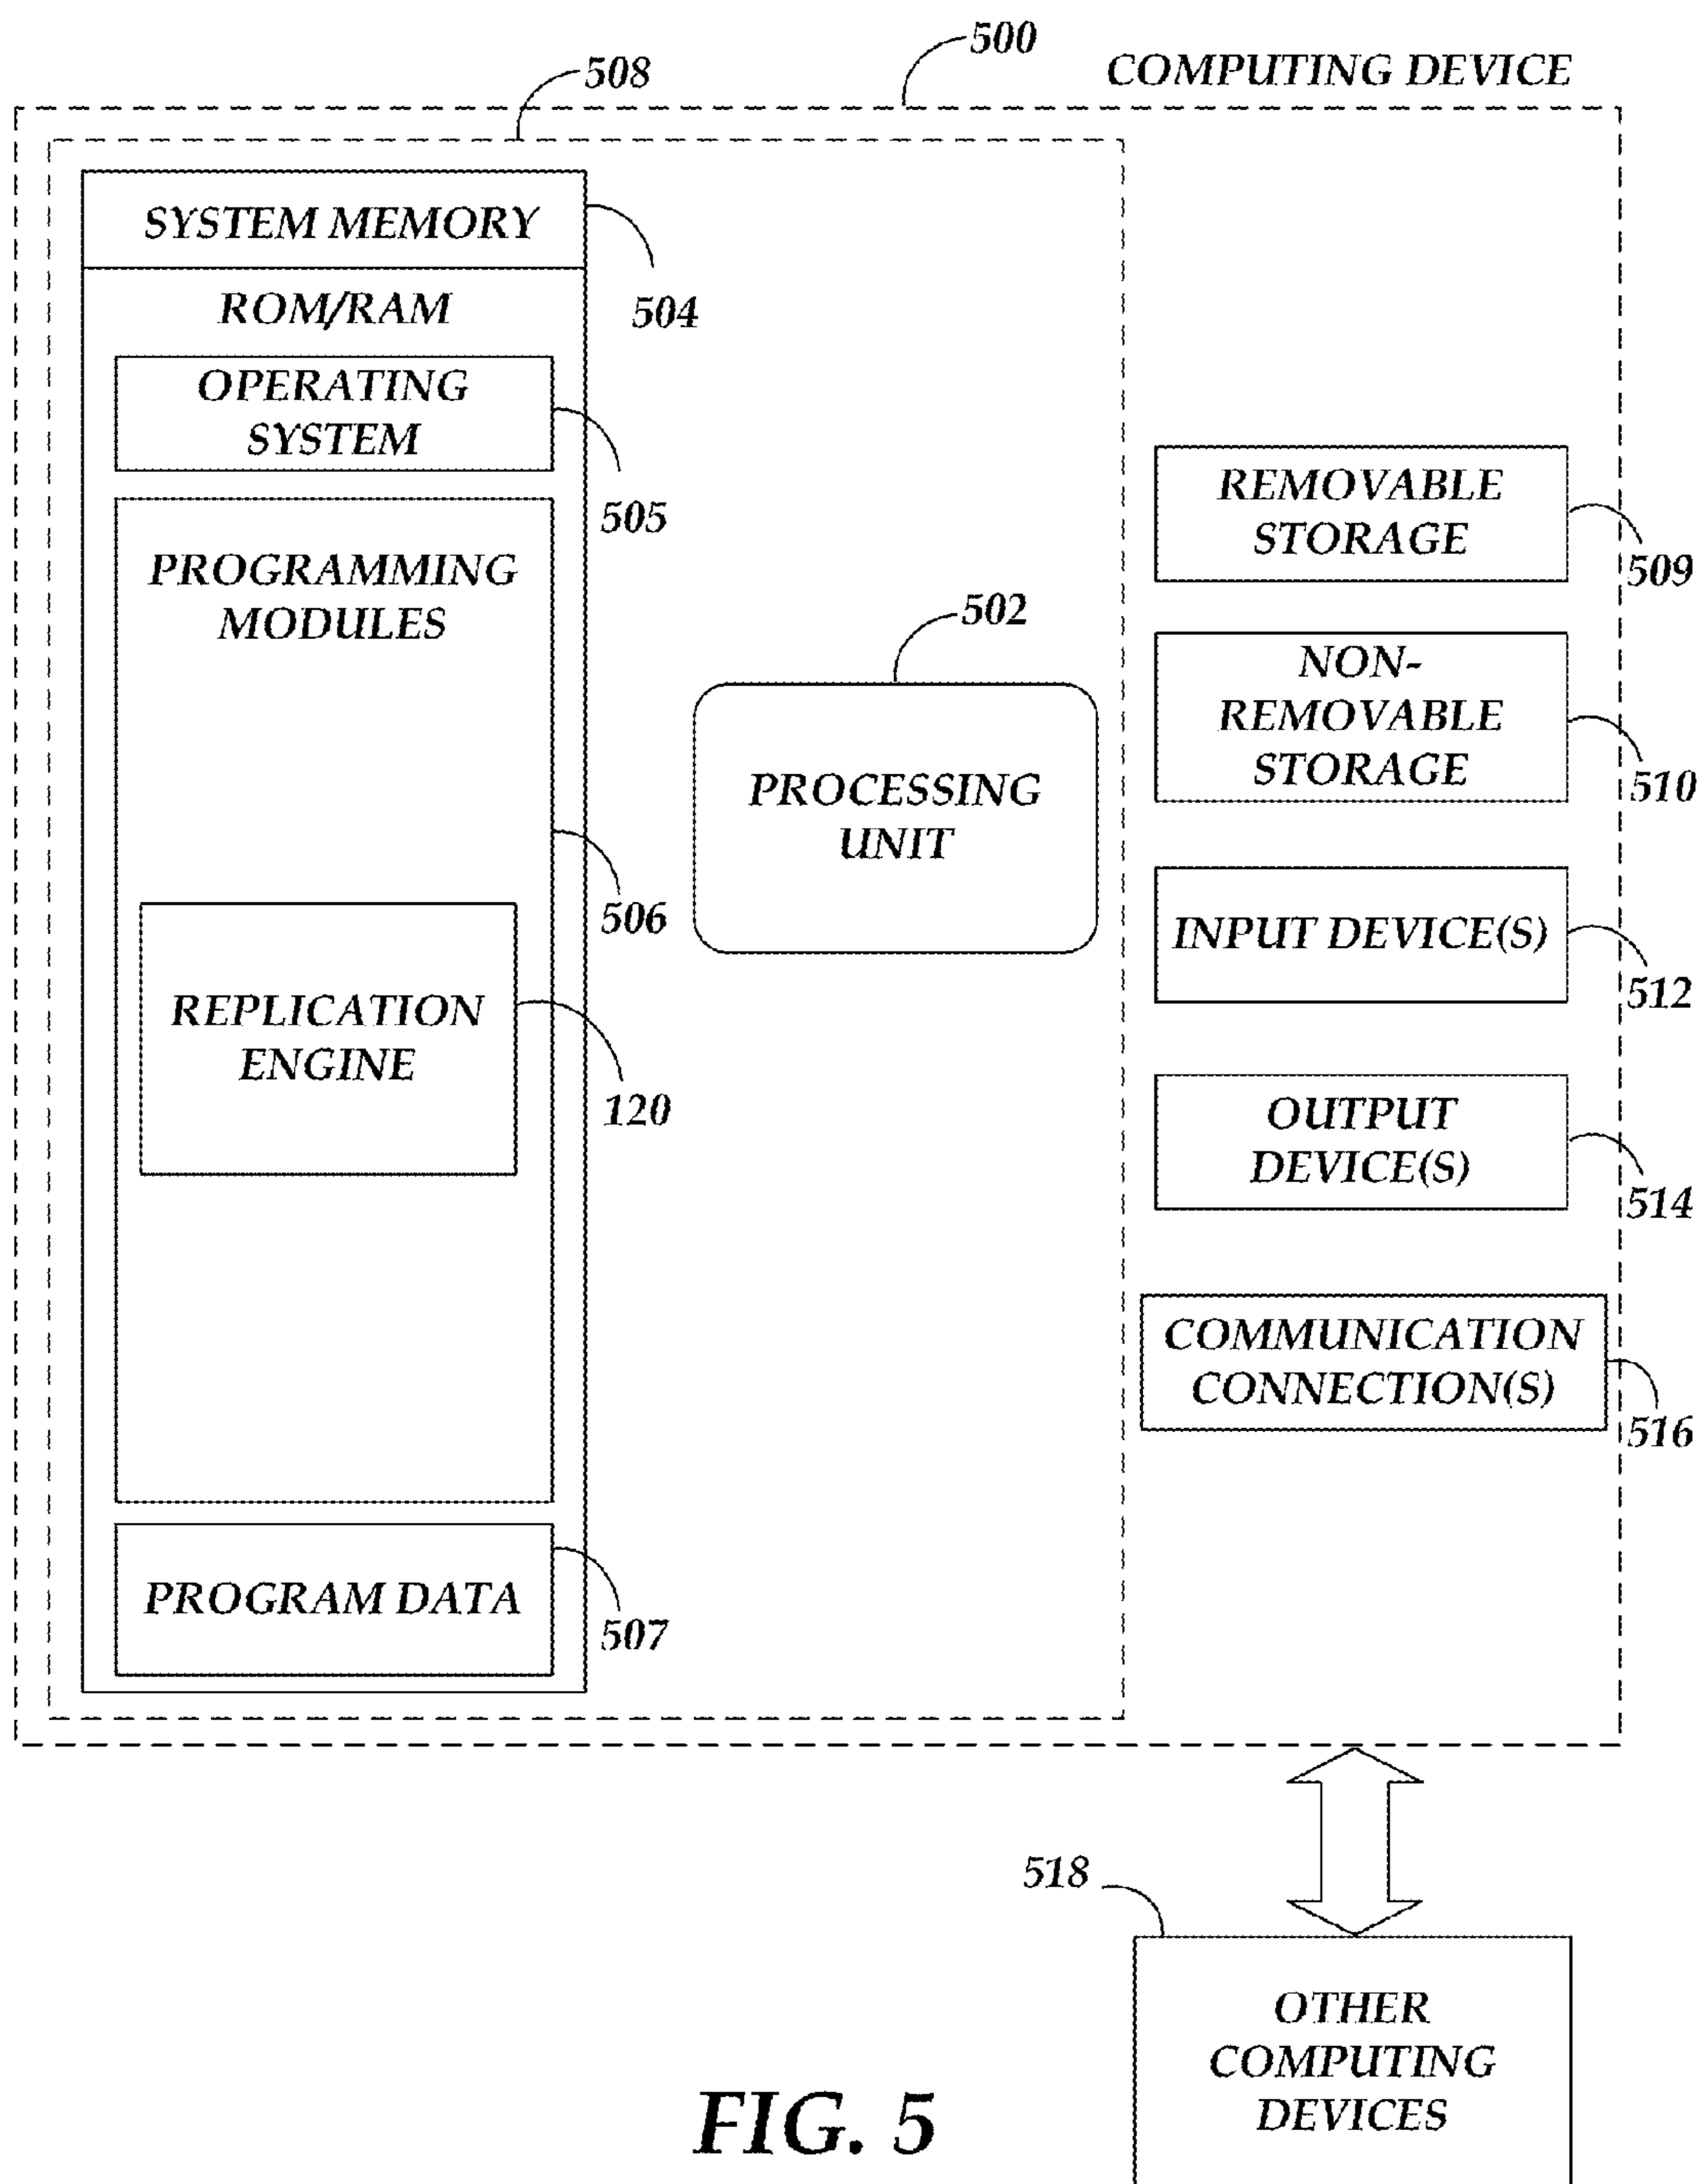 500
COMPUTING DEVICE
508
SYSTEM MEMORY
504
ROM/RAM
OPERATING
SYSTEM
505
PROGRAMMING
MODULES
506
REPLICATION
ENGINE
120
PROGRAM DATA
507
502
PROCESSING
UNIT
REMOVABLE
STORAGE
509
NON-
REMOVABLE
STORAGE
510
INPUT DEVICE(S)
512
OUTPUT
DEVICE(S)
514
COMMUNICATION
CONNECTION(S)
516
518
OTHER
COMPUTING
DEVICES
FIG. 5